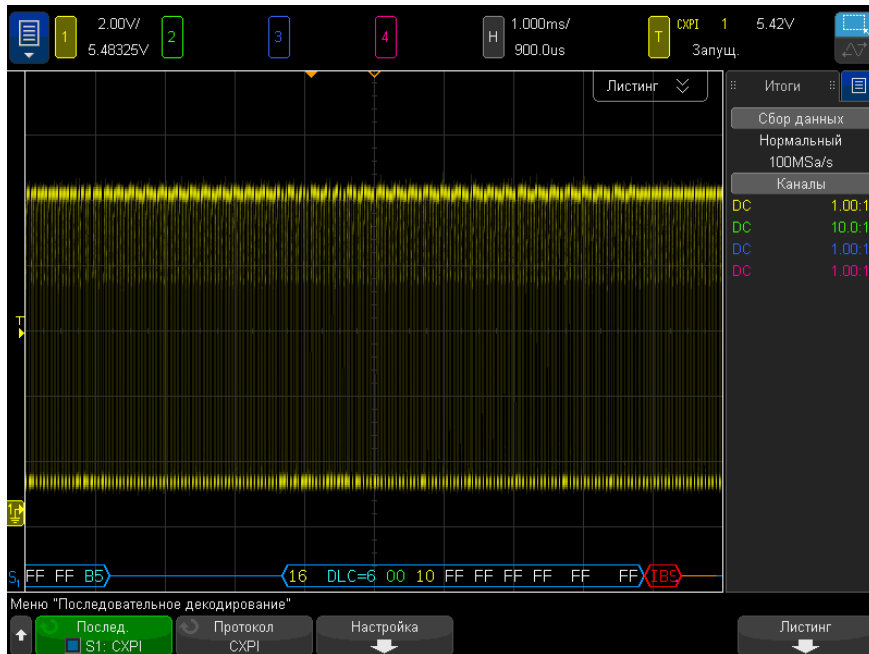 1 2.00V/ 5.48325V 2 3 4 H 1.000ms/ 900.0us T CXPI 1 5.42V Запущ.
Листинг
Итоги
Сбор данных
Нормальный
100MSa/s
Каналы
DC 1.00:1
DC 10.0:1
DC 1.00:1
DC 1.00:1
T
1
S1 FF FF B5 16 DLC=6 00 10 FF FF FF FF FF FF IBS
Меню "Последовательное декодирование"
Послед. S1: CXPI
Протокол CXPI
Настройка
Листинг